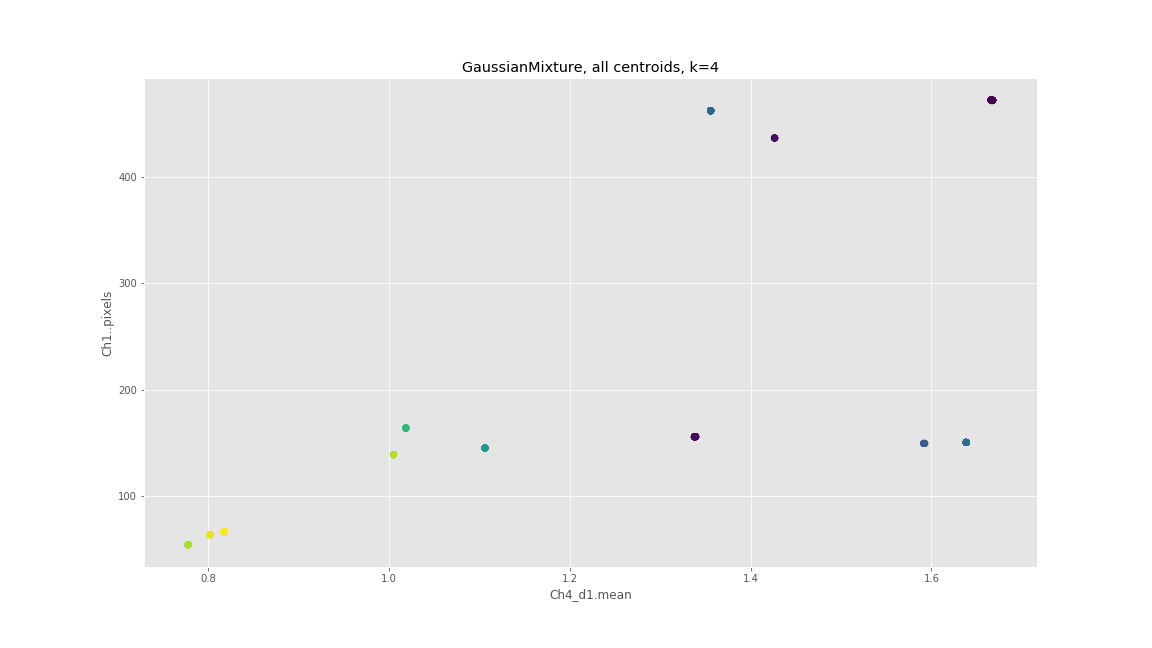 GaussianMixture, all centroids, k=4
400
300
200
100
Ch1..pixels
0.8 1.0 1.2 1.4 1.6
Ch4_d1.mean